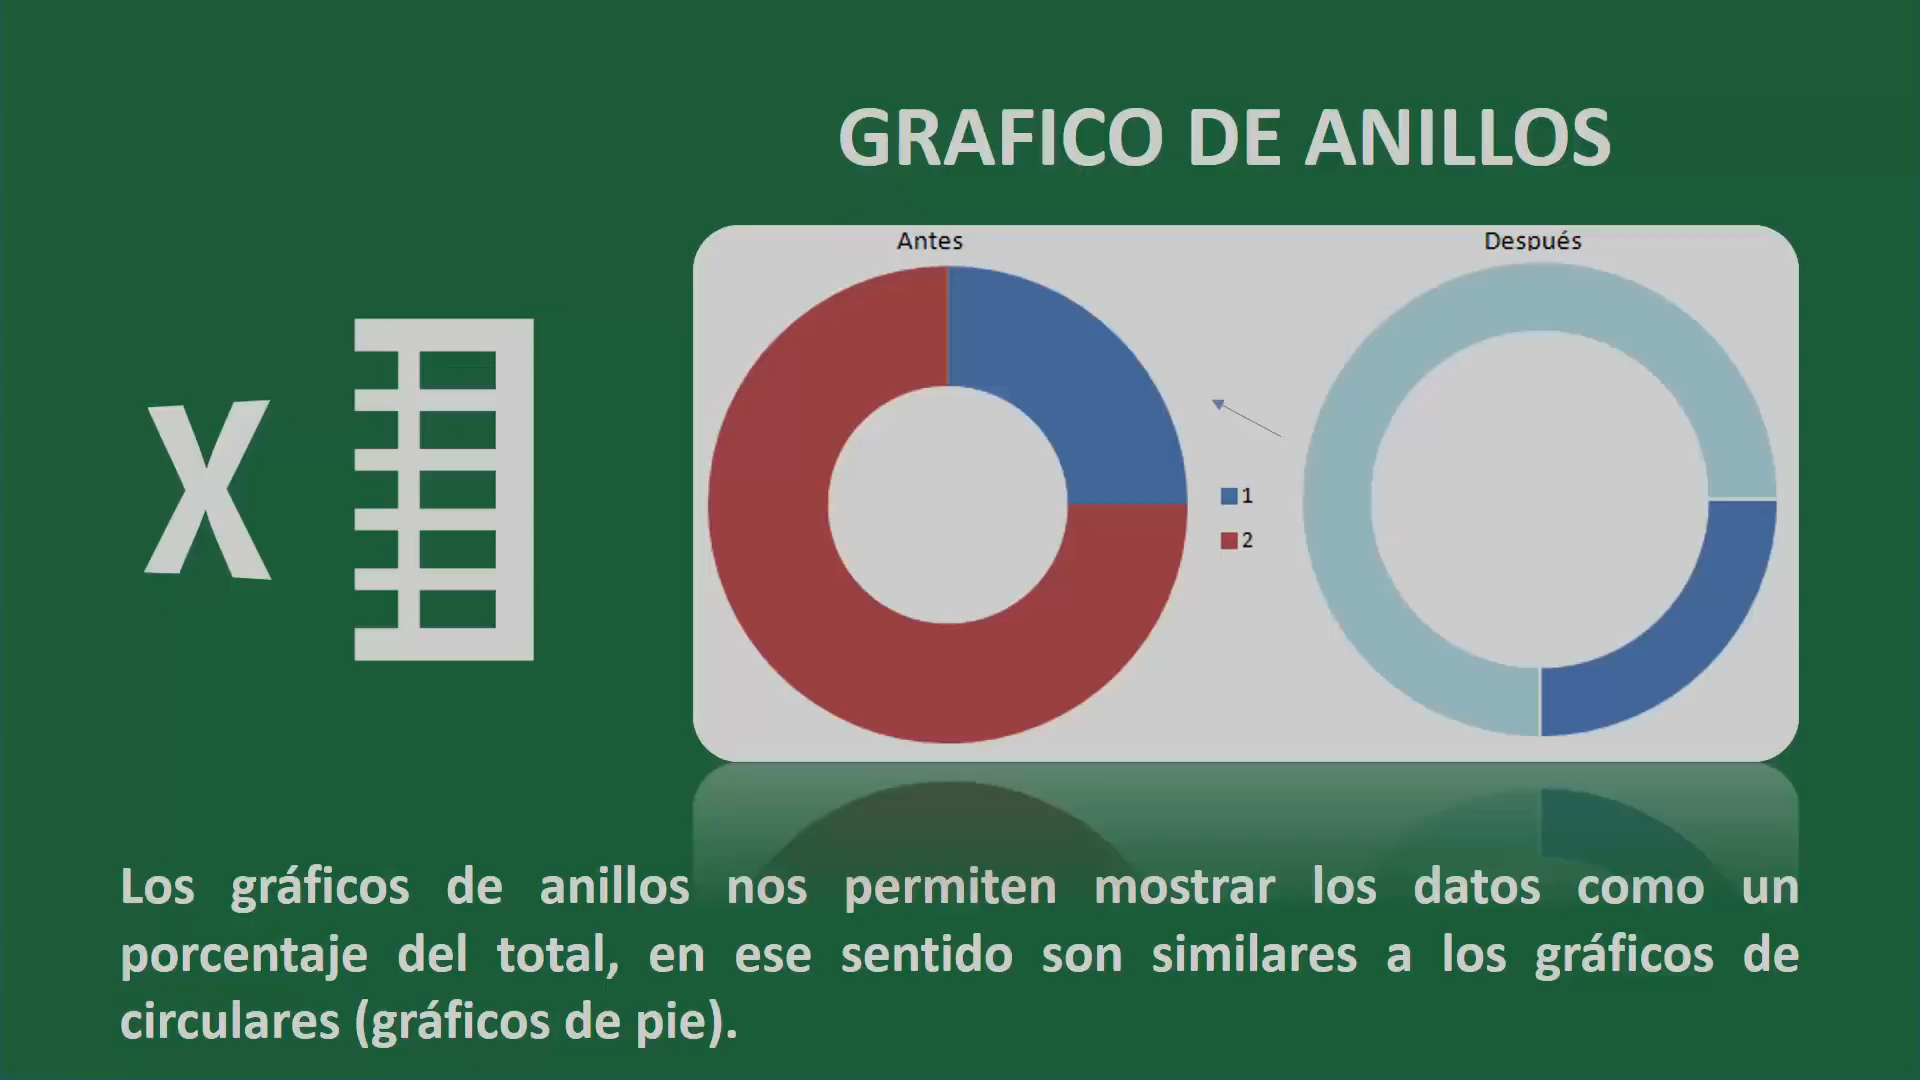 GRAFICO DE ANILLOS
Antes
Después
X
1
2
Los gráficos de anillos nos permiten mostrar los datos como un
porcentaje del total, en ese sentido son similares a los gráficos de
circulares (gráficos de pie).